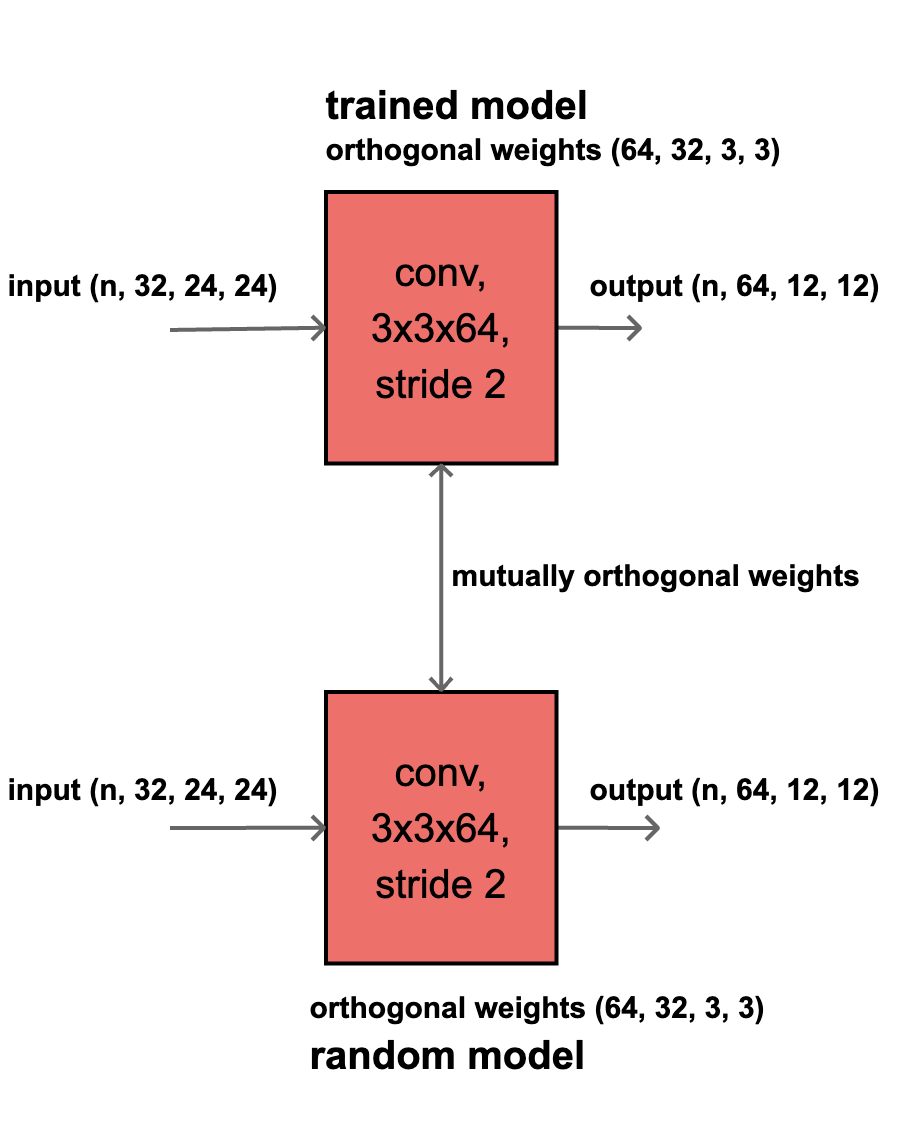 trained model
orthogonal weights (64, 32, 3, 3)
input (n, 32, 24, 24)
conv,
3x3x64,
stride 2
output (n, 64, 12, 12)
mutually orthogonal weights
input (n, 32, 24, 24)
conv,
3x3x64,
stride 2
output (n, 64, 12, 12)
orthogonal weights (64, 32, 3, 3)
random model